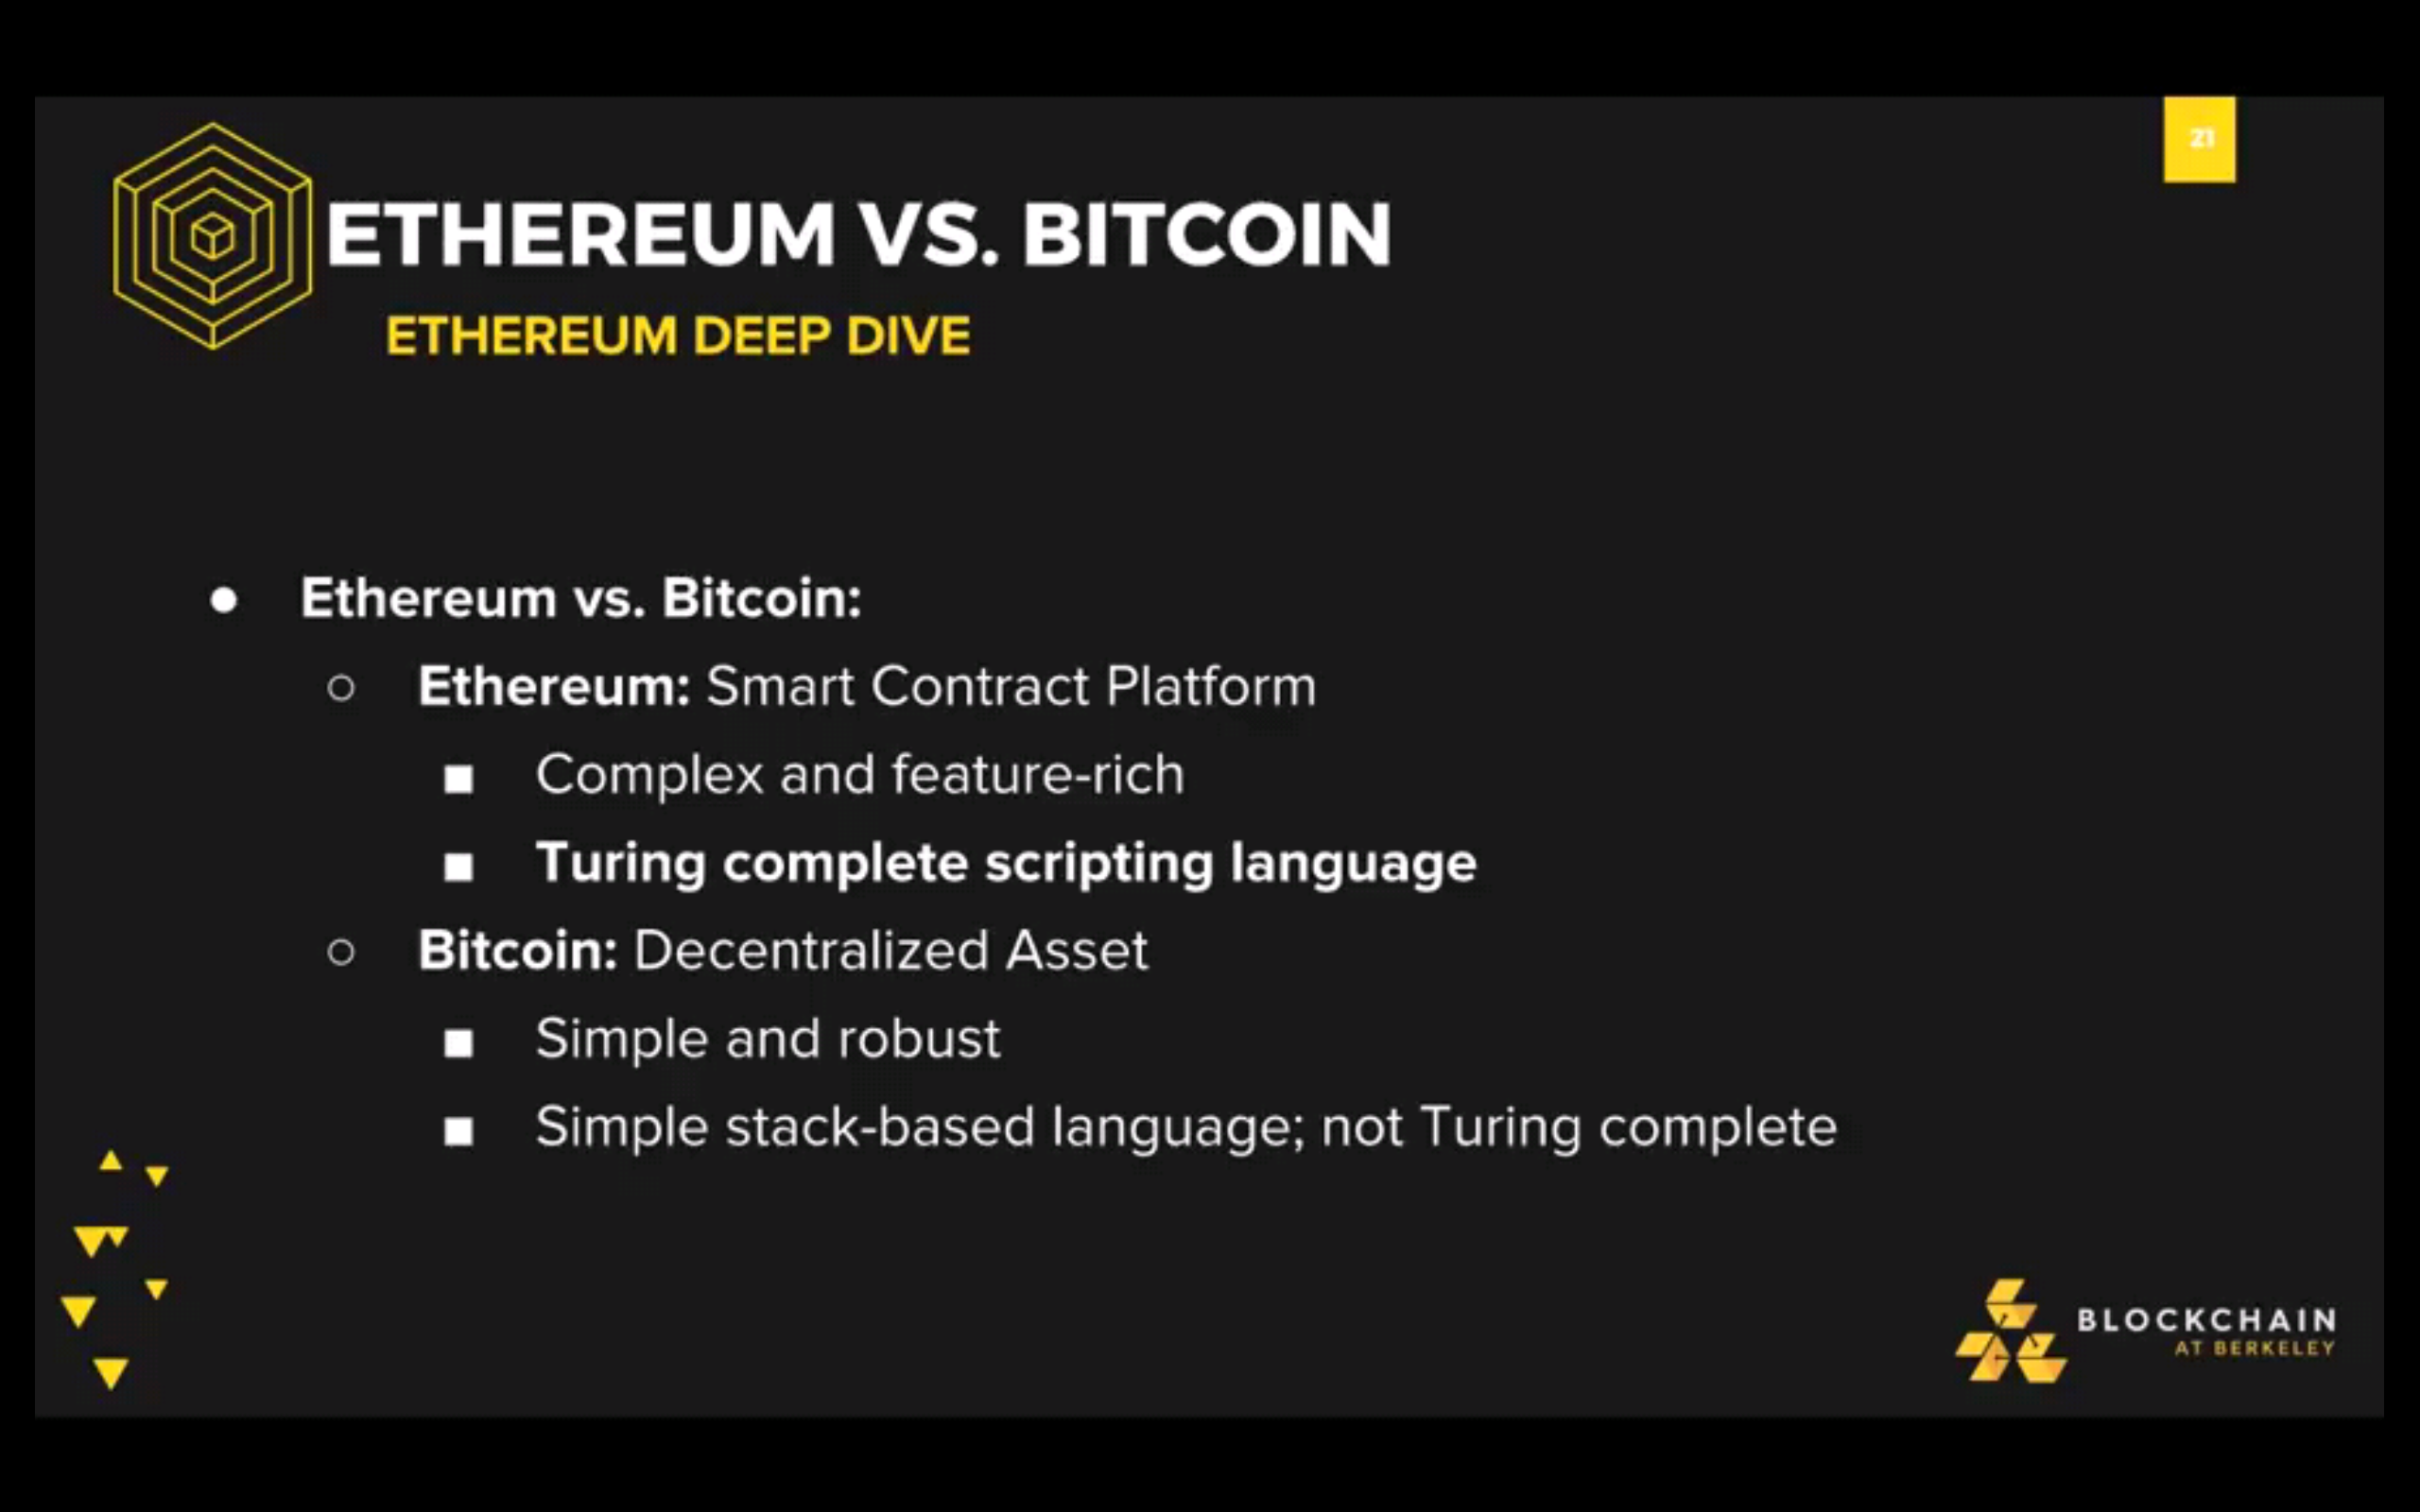 21
ETHEREUM VS. BITCOIN
ETHEREUM DEEP DIVE
● Ethereum vs. Bitcoin:
○ Ethereum: Smart Contract Platform
■ Complex and feature-rich
■ Turing complete scripting language
○ Bitcoin: Decentralized Asset
■ Simple and robust
■ Simple stack-based language; not Turing complete
BLOCKCHAIN
AT BERKELEY